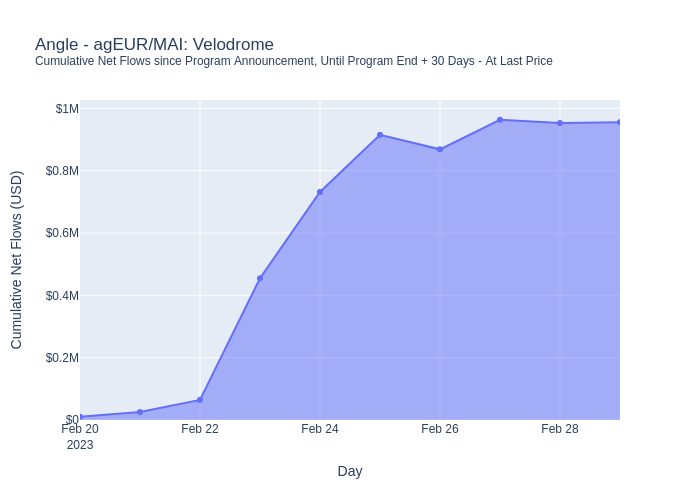 Angle - agEUR/MAI: Velodrome
Cumulative Net Flows since Program Announcement, Until Program End + 30 Days - At Last Price
Cumulative Net Flows (USD)
$1M
$0.8M
$0.6M
$0.4M
$0.2M
$0
Feb 20
2023
Feb 22
Feb 24
Feb 26
Feb 28
Day